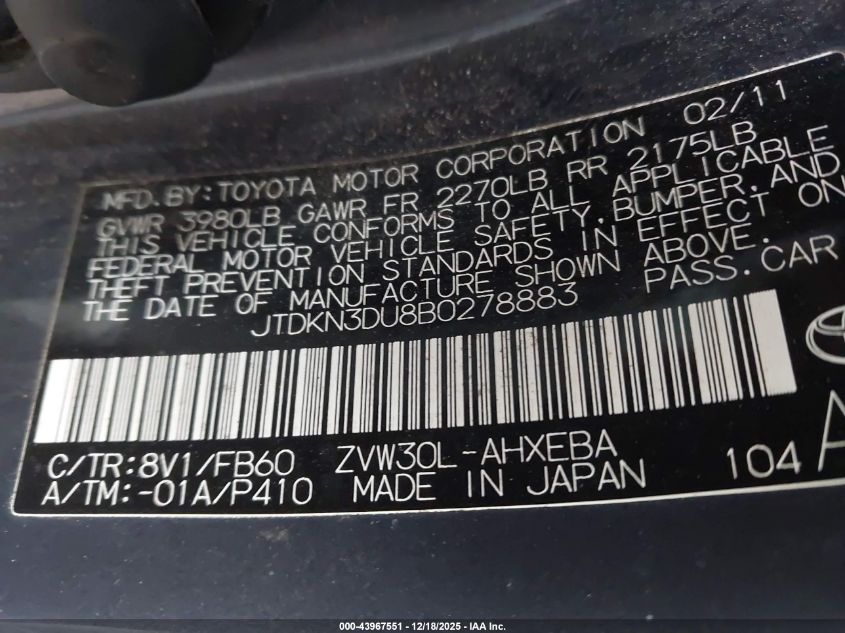 MFD. BY: TOYOTA MOTOR CORPORATION 02/11
GVWR 3980LB GAWR FR 2270LB RR 2175LB
THIS VEHICLE CONFORMS TO ALL APPLICABLE
FEDERAL MOTOR VEHICLE SAFETY, BUMPER, AND
THEFT PREVENTION STANDARDS IN EFFECT ON
THE DATE OF MANUFACTURE SHOWN ABOVE.
JTDKN3DU8B0278883 PASS. CAR
C/TR: 8V1/FB60 ZVW30L-AHXEBA
A/TM: -01A/P410 MADE IN JAPAN 104 A
000-43967551 | 12/18/2025 | IAA Inc.